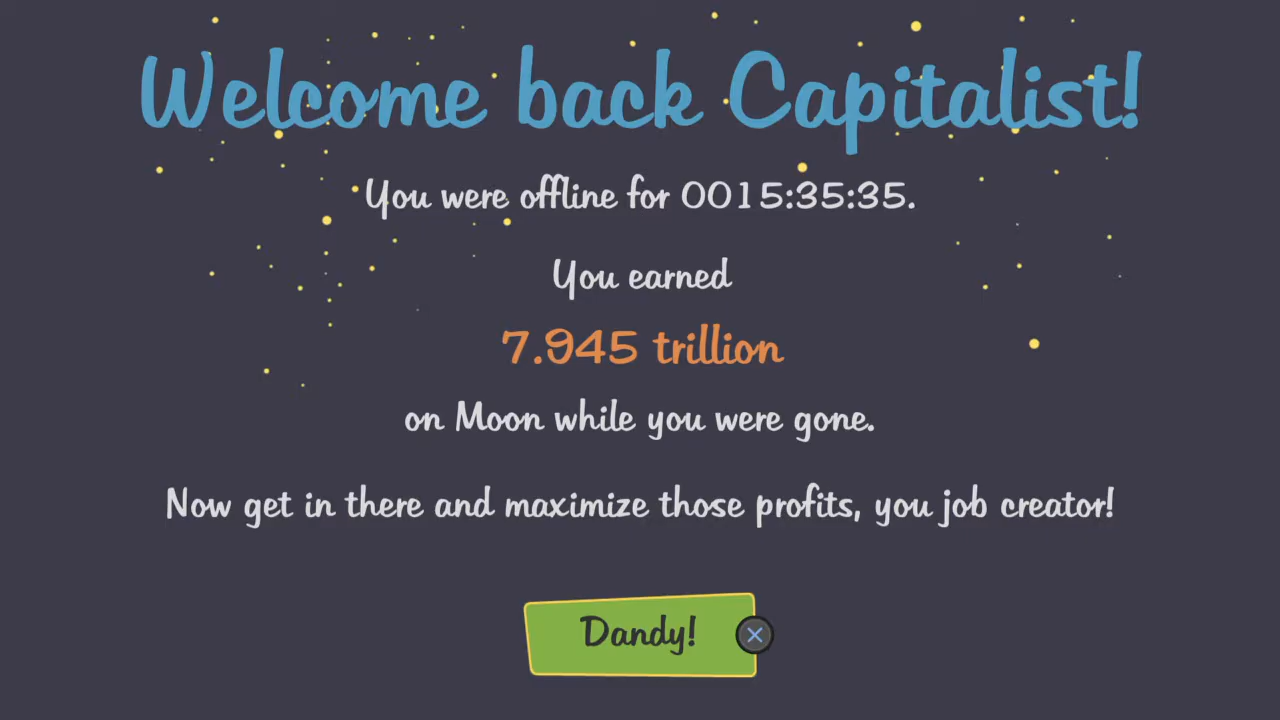 Welcome back Capitalist!
You were offline for 0015:35:35.
You earned
7.945 trillion
on Moon while you were gone.
Now get in there and maximize those profits, you job creator!
Dandy!